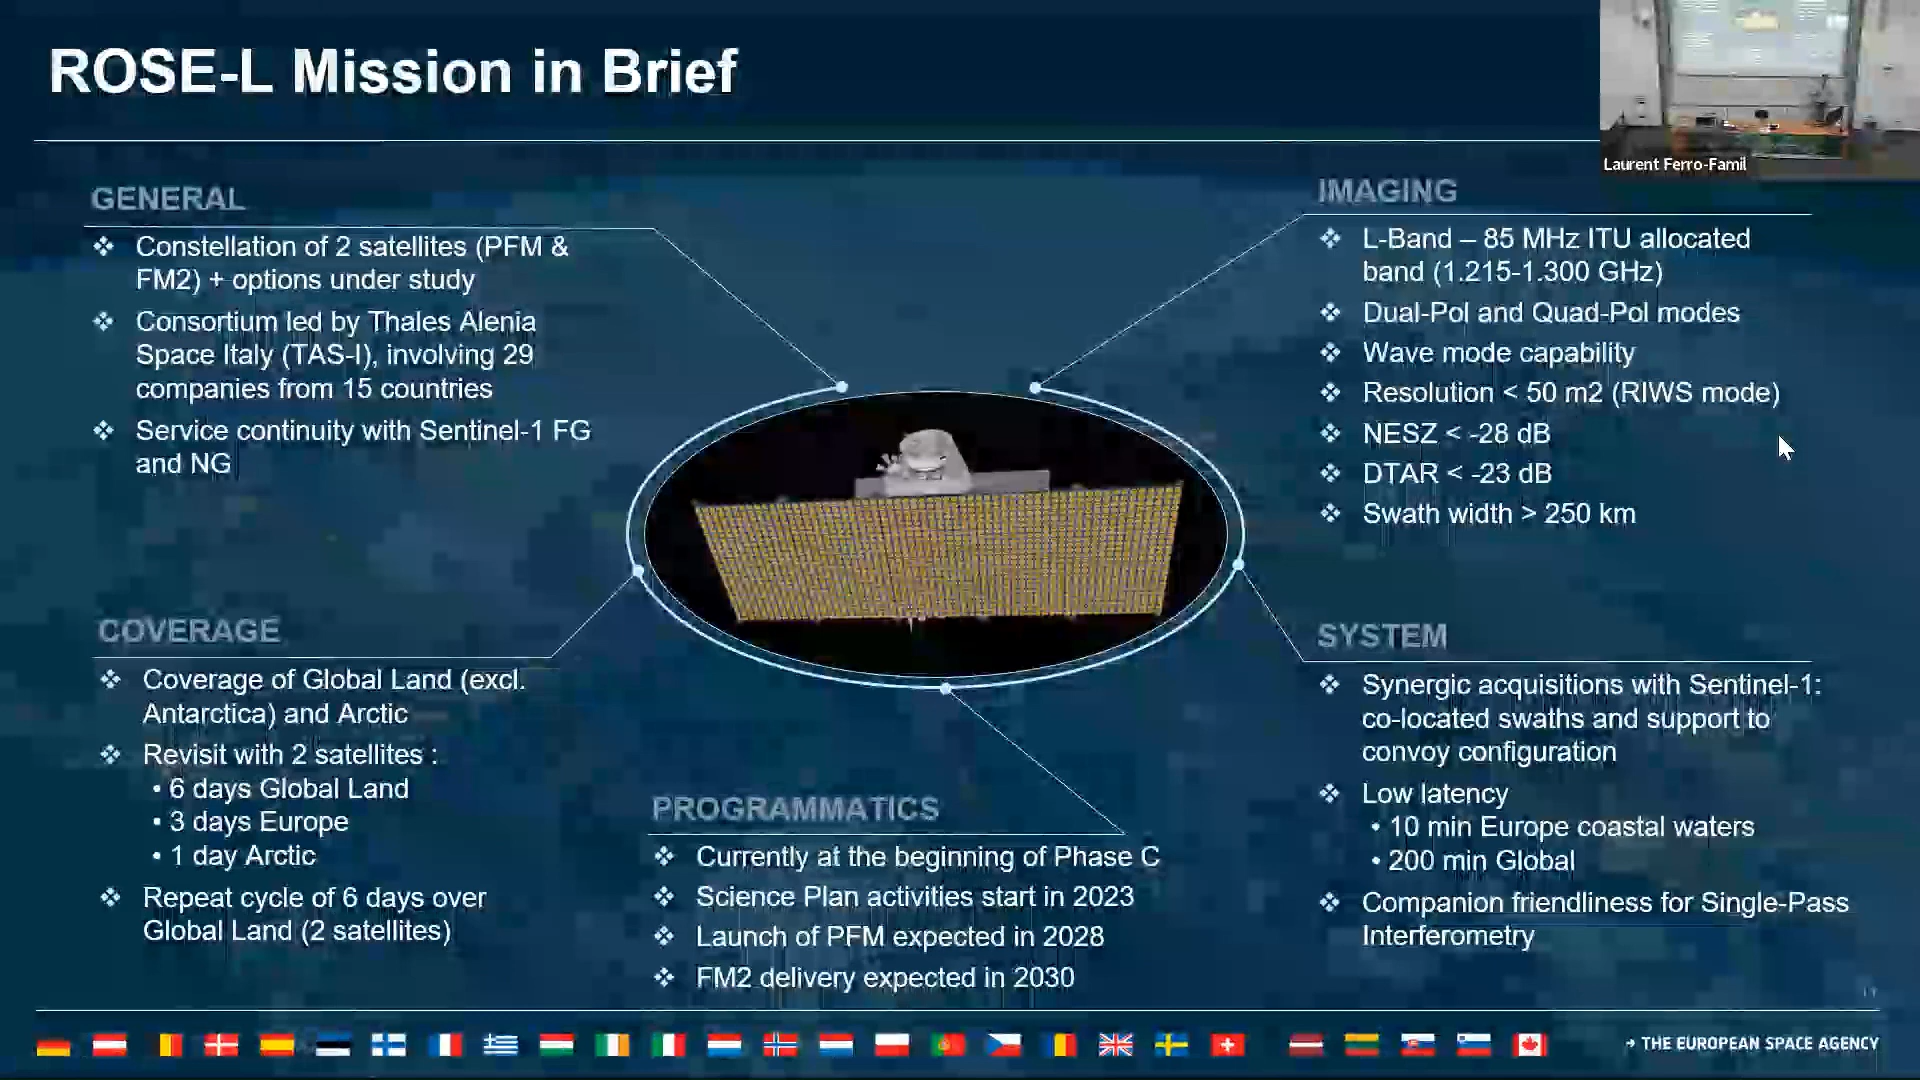 ROSE-L Mission in Brief
Laurent Ferro-Famil
GENERAL
❖ Constellation of 2 satellites (PFM &
FM2) + options under study
❖ Consortium led by Thales Alenia
Space Italy (TAS-I), involving 29
companies from 15 countries
❖ Service continuity with Sentinel-1 FG
and NG
IMAGING
❖ L-Band – 85 MHz ITU allocated
band (1.215-1.300 GHz)
❖ Dual-Pol and Quad-Pol modes
❖ Wave mode capability
❖ Resolution < 50 m2 (RIWS mode)
❖ NESZ < -28 dB
❖ DTAR < -23 dB
❖ Swath width > 250 km
COVERAGE
❖ Coverage of Global Land (excl.
Antarctica) and Arctic
❖ Revisit with 2 satellites :
• 6 days Global Land
• 3 days Europe
• 1 day Arctic
❖ Repeat cycle of 6 days over
Global Land (2 satellites)
PROGRAMMATICS
❖ Currently at the beginning of Phase C
❖ Science Plan activities start in 2023
❖ Launch of PFM expected in 2028
❖ FM2 delivery expected in 2030
SYSTEM
❖ Synergic acquisitions with Sentinel-1:
co-located swaths and support to
convoy configuration
❖ Low latency
• 10 min Europe coastal waters
• 200 min Global
❖ Companion friendliness for Single-Pass
Interferometry
→ THE EUROPEAN SPACE AGENCY